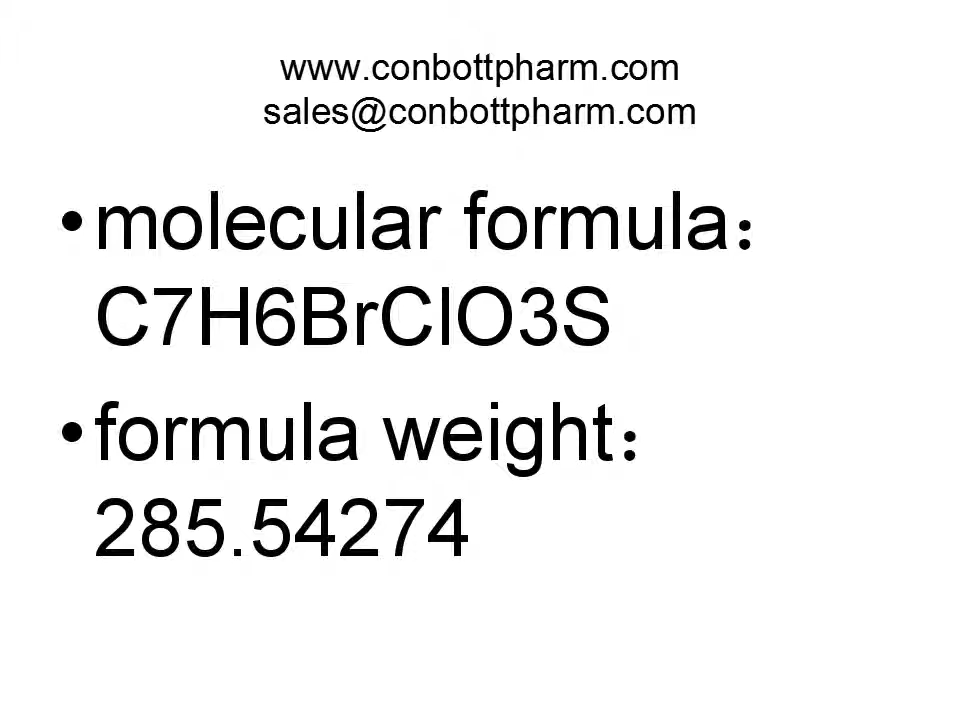 www.conbottpharm.com
sales@conbottpharm.com
•molecular formula：
C7H6BrClO3S
•formula weight：
285.54274